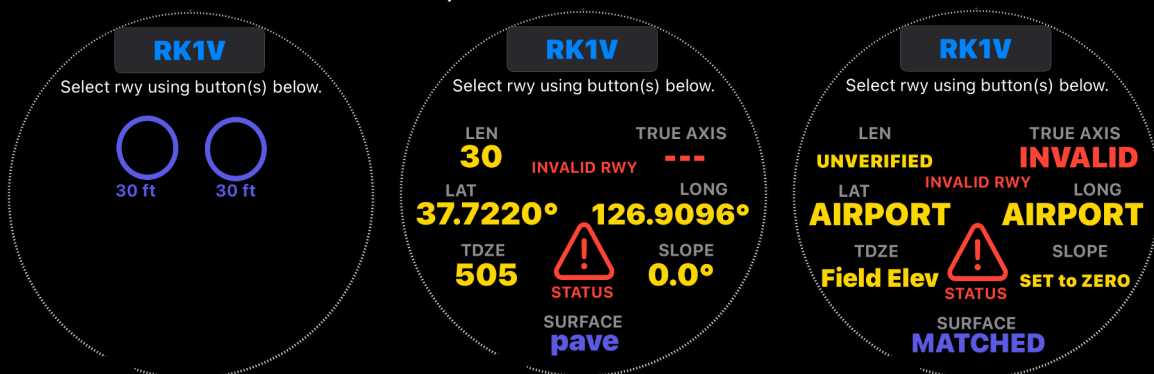 RK1V
Select rwy using button(s) below.
30 ft
30 ft
RK1V
Select rwy using button(s) below.
LEN
TRUE AXIS
30
---
INVALID RWY
LAT
LONG
37.7220°
126.9096°
TDZE
SLOPE
505
0.0°
STATUS
SURFACE
pave
RK1V
Select rwy using button(s) below.
LEN
TRUE AXIS
UNVERIFIED
INVALID
INVALID RWY
LAT
LONG
AIRPORT
AIRPORT
TDZE
SLOPE
Field Elev
SET to ZERO
STATUS
SURFACE
MATCHED